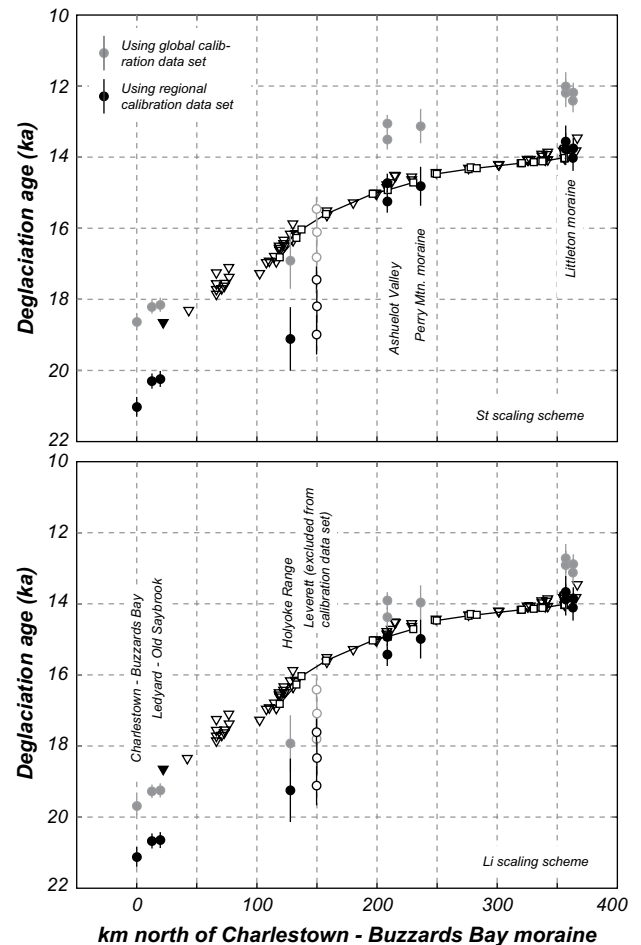 10
12
14
16
18
20
22
Deglaciation age (ka)
Using global calib-
ration data set
Using regional
calibration data set
Ashuelot Valley
Perry Mtn. moraine
Littleton moraine
St scaling scheme
10
12
14
16
18
20
22
Deglaciation age (ka)
Charlestown - Buzzards Bay
Ledyard - Old Saybrook
Holyoke Range
Leverett (excluded from
calibration data set)
Li scaling scheme
0
100
200
300
400
km north of Charlestown - Buzzards Bay moraine